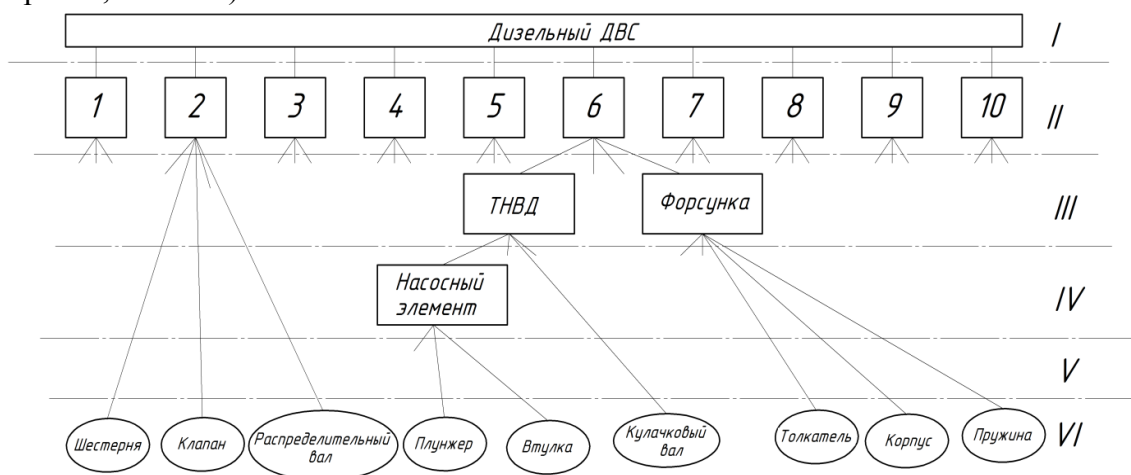 Дизельный ДВС
I
1
2
3
4
5
6
7
8
9
10
II
ТНВД
Форсунка
III
Насосный
элемент
IV
V
Шестерня
Клапан
Распределительный
вал
Плунжер
Втулка
Кулачковый
вал
Толкатель
Корпус
Пружина
VI